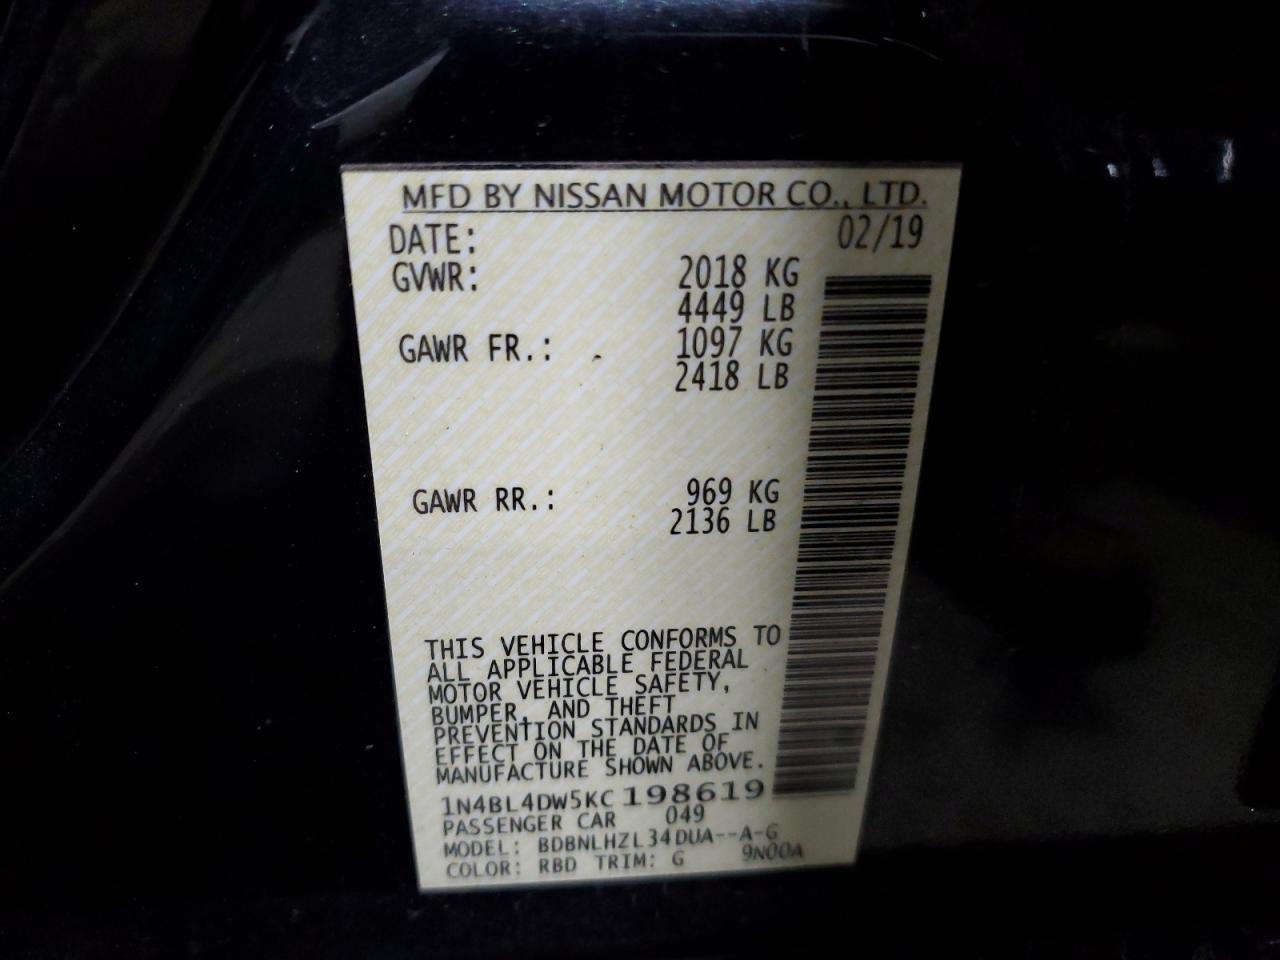 MFD BY NISSAN MOTOR CO., LTD.
DATE: 02/19
GVWR: 2018 KG
4449 LB
GAWR FR.: 1097 KG
2418 LB
GAWR RR.: 969 KG
2136 LB
THIS VEHICLE CONFORMS TO
ALL APPLICABLE FEDERAL
MOTOR VEHICLE SAFETY,
BUMPER, AND THEFT
PREVENTION STANDARDS IN
EFFECT ON THE DATE OF
MANUFACTURE SHOWN ABOVE.
1N4BL4DW5KC198619
PASSENGER CAR 049
MODEL: BDBNLHZL34DUA--A-G
COLOR: RBD TRIM: G 9N00A